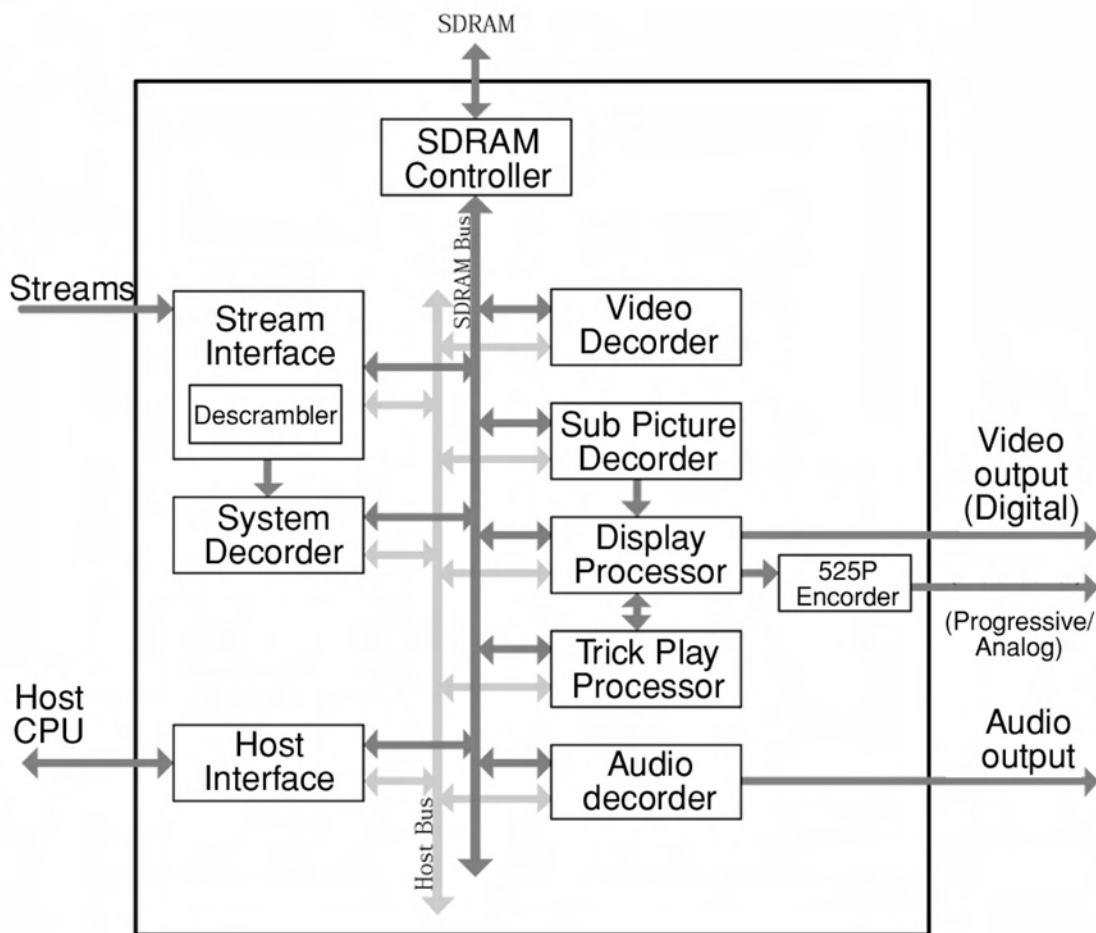 SDRAM
SDRAM
Controller
SDRAM Bus
Streams
Stream
Interface
Descrambler
Video
Decorder
Sub Picture
Decorder
Video
output
(Digital)
System
Decorder
Display
Processor
525P
Encorder
(Progressive/
Analog)
Trick Play
Processor
Host
CPU
Host
Interface
Audio
decorder
Audio
output
Host Bus